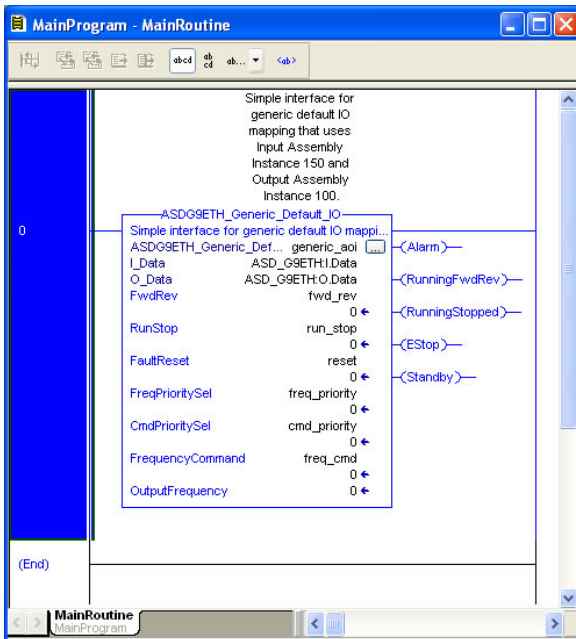 MainProgram - MainRoutine
abcd
ab
cd
ab...
<ab>
Simple interface for
generic default IO
mapping that uses
Input Assembly
Instance 150 and
Output Assembly
Instance 100.
0
ASDG9ETH_Generic_Default_IO
Simple interface for generic default IO mappi...
ASDG9ETH_Generic_Def... generic_aoi ...
(Alarm)
I_Data ASD_G9ETH:I.Data
O_Data ASD_G9ETH:O.Data
(RunningFwdRev)
FwdRev fwd_rev
0
(RunningStopped)
RunStop run_stop
0
(EStop)
FaultReset reset
0
(Standby)
FreqPrioritySel freq_priority
0
CmdPrioritySel cmd_priority
0
FrequencyCommand freq_cmd
0
OutputFrequency 0
(End)
MainRoutine
MainProgram